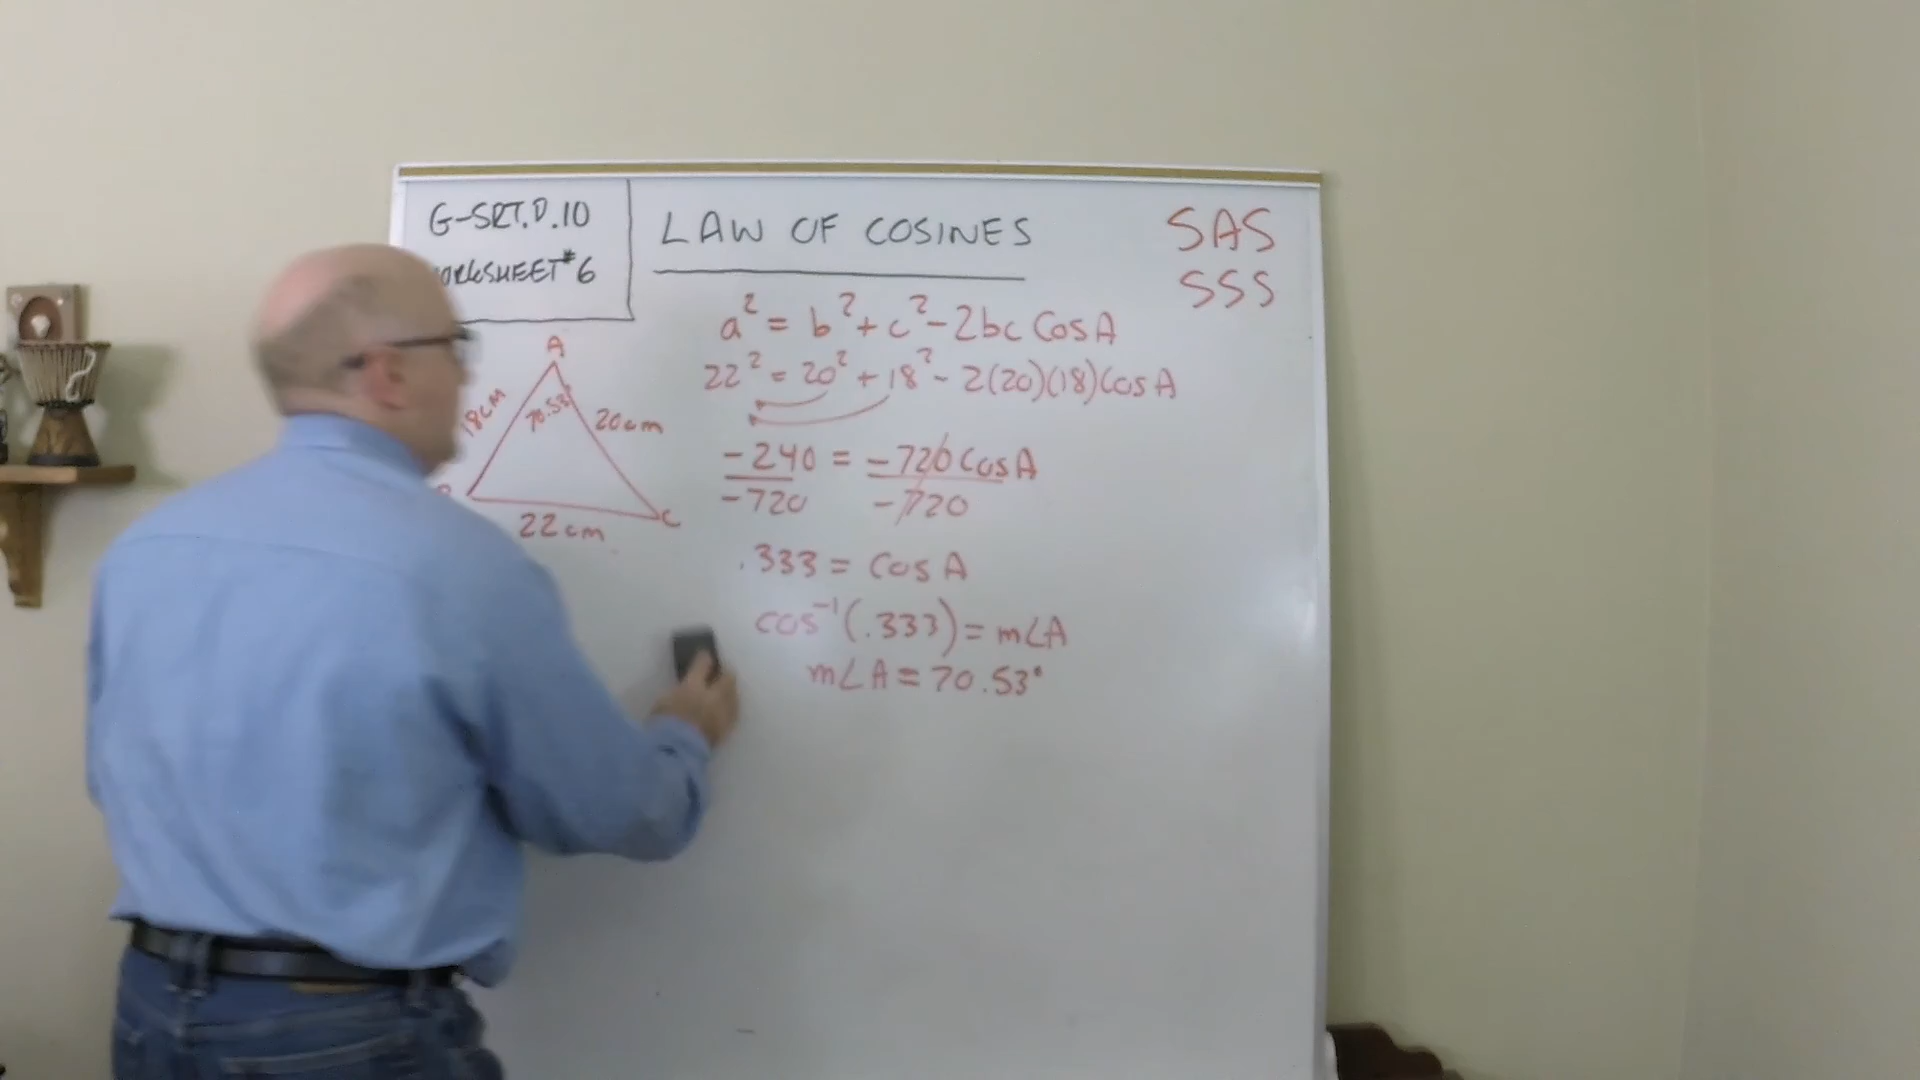 G-SRT.D.10
WORKSHEET #6
LAW OF COSINES
SAS
SSS
a² = b² + c² - 2bc Cos A
22² = 20² + 18² - 2(20)(18)Cos A
-240 = -720 Cos A
-720 -720
.333 = Cos A
cos⁻¹(.333) = m∠A
m∠A = 70.53°
A
18cm
70.53°
20cm
C
22cm